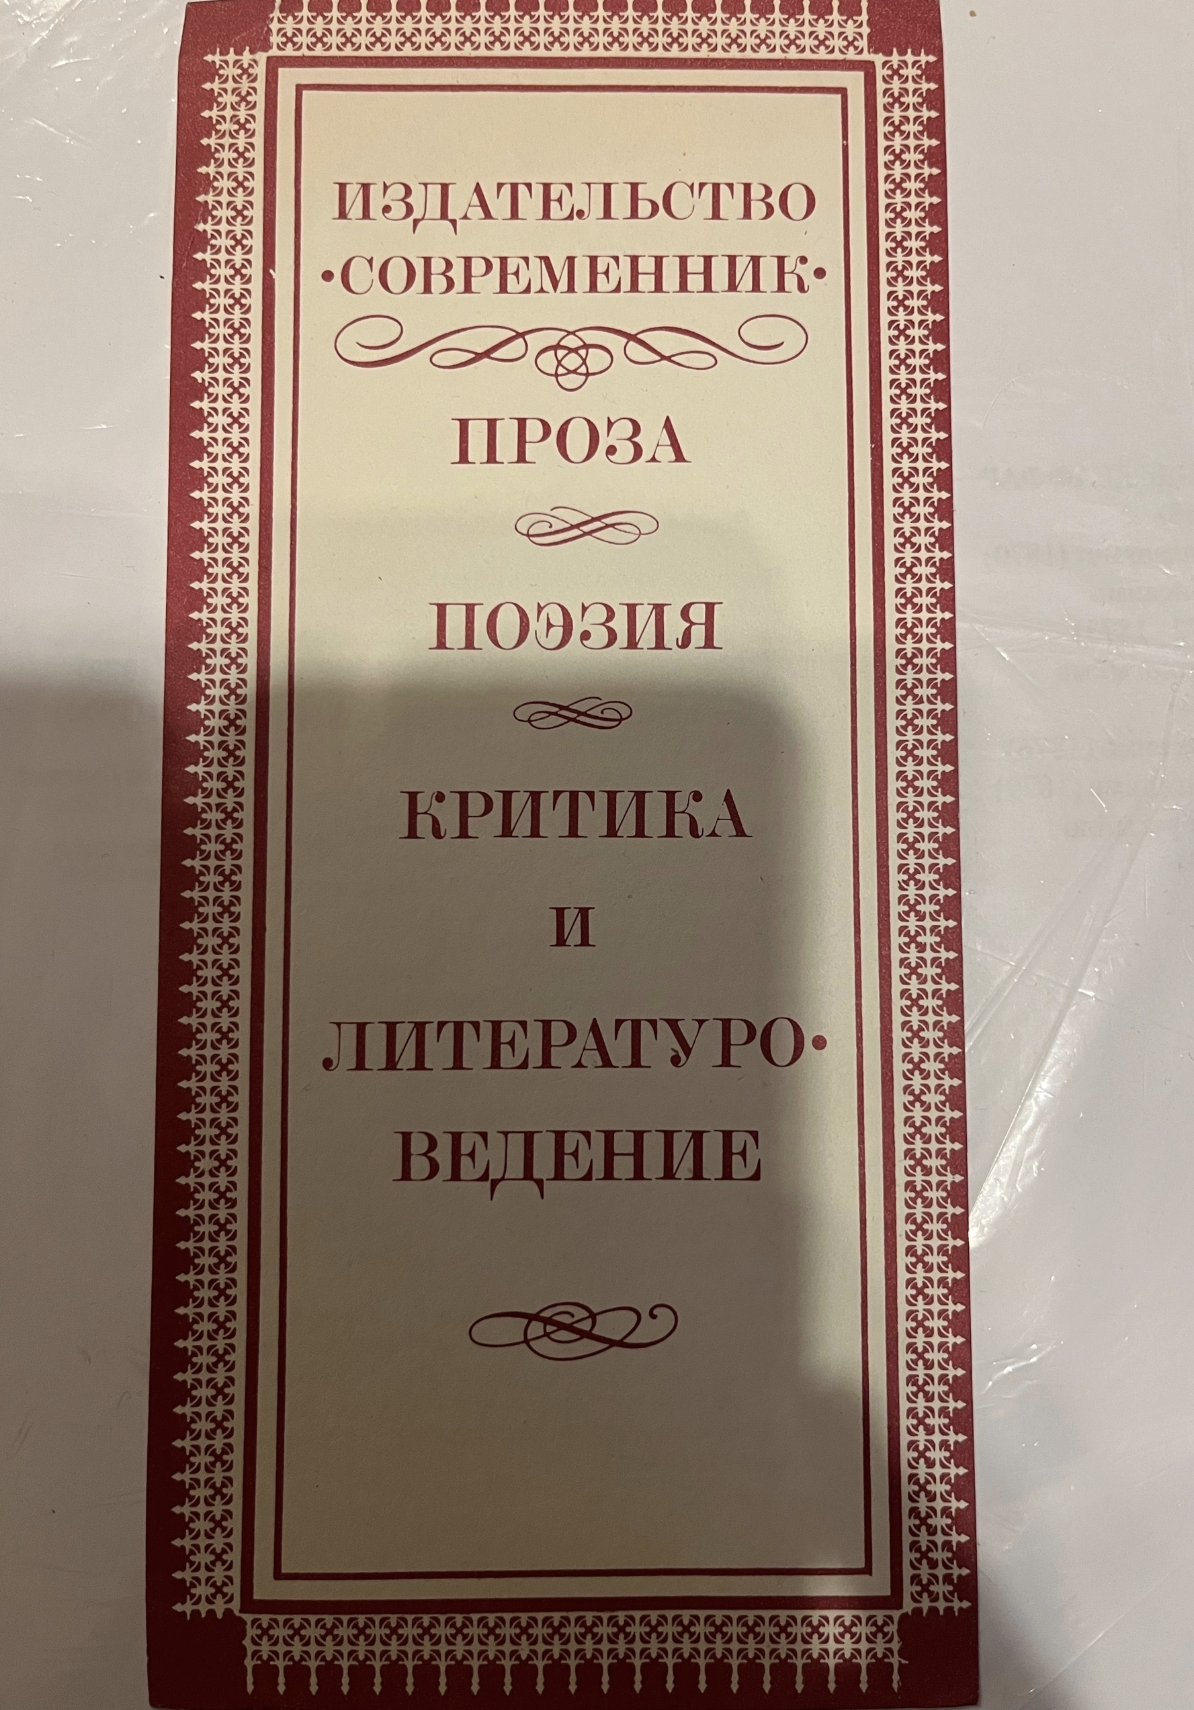 ИЗДАТЕЛЬСТВО
•СОВРЕМЕННИК•
ПРОЗА
ПОЭЗИЯ
КРИТИКА
И
ЛИТЕРАТУРО•
ВЕДЕНИЕ